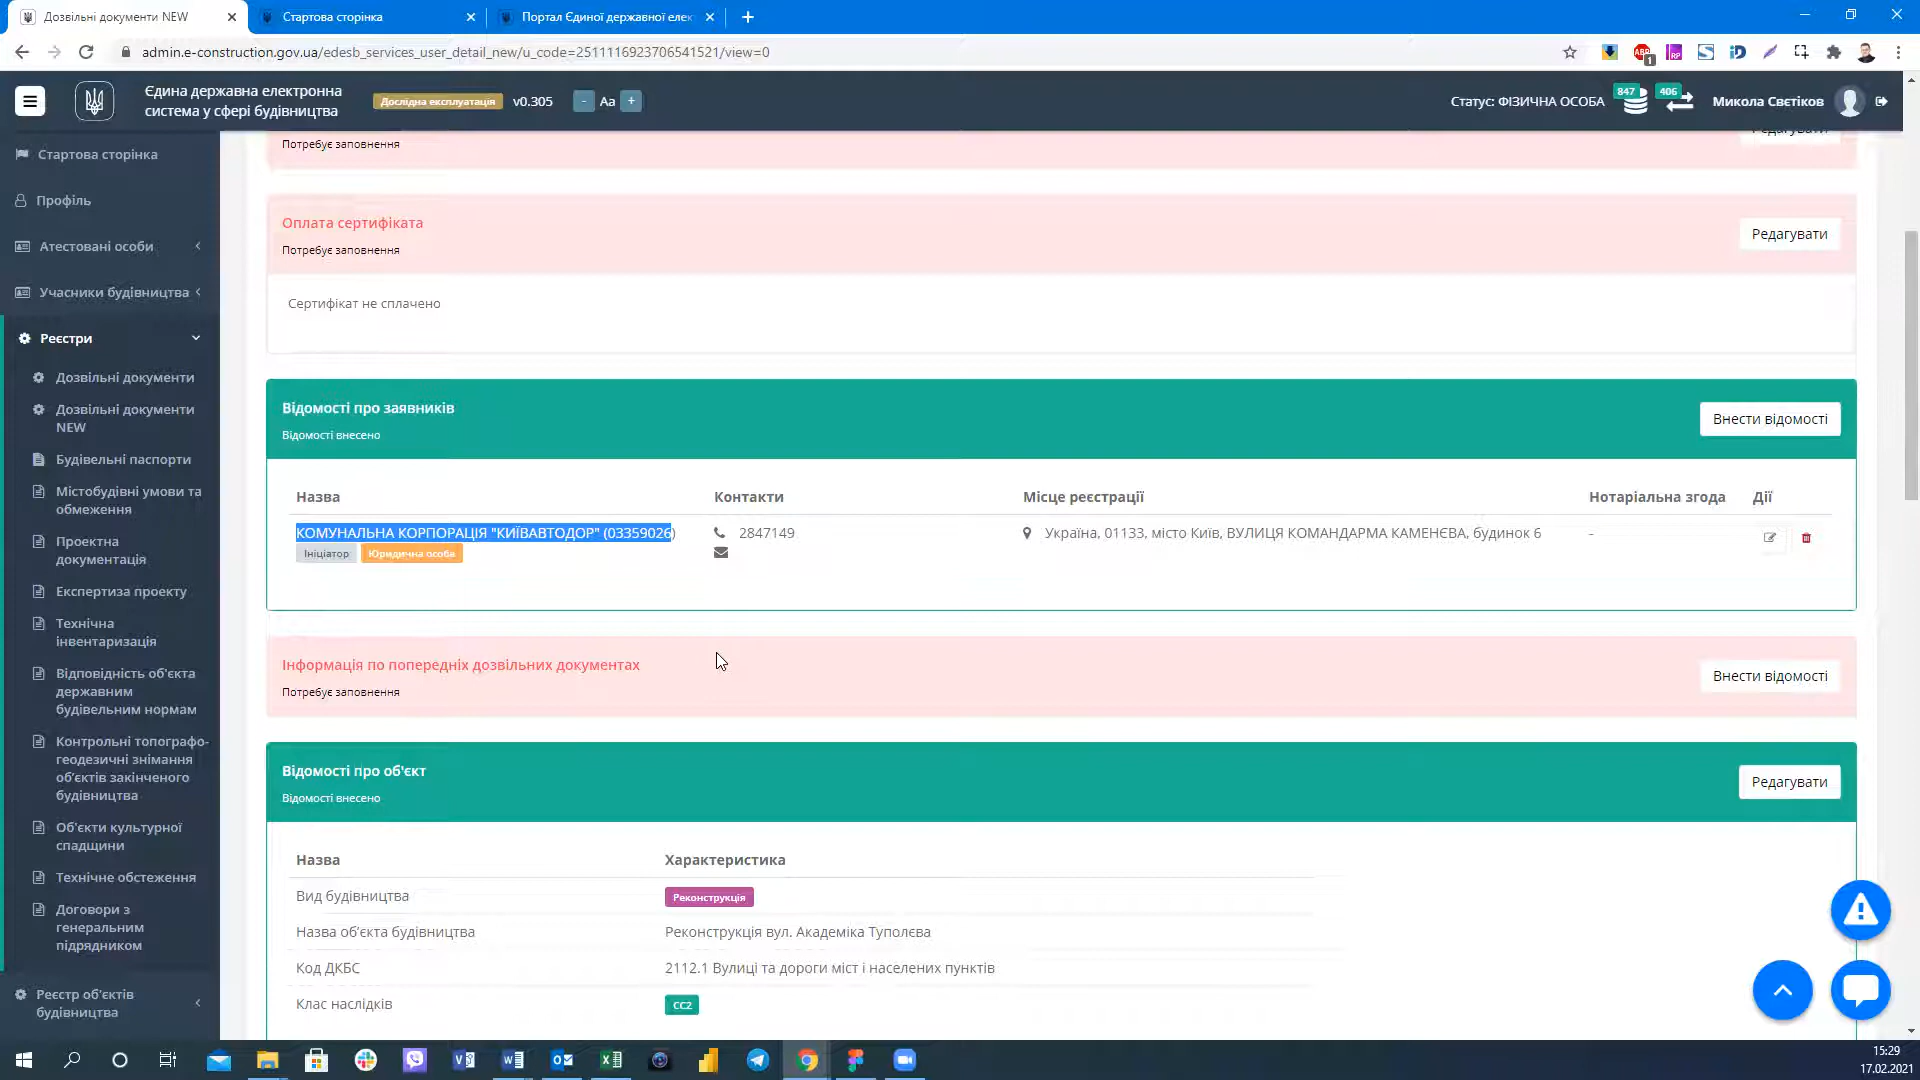 Дозвільні документи NEW
Стартова сторінка
Портал Єдиної державної елек
admin.e-construction.gov.ua/edesb_services_user_detail_new/u_code=2511116923706541521/view=0
Єдина державна електронна
система у сфері будівництва
Дослідна експлуатація
v0.305
- Aa +
Статус: ФІЗИЧНА ОСОБА
847
406
Микола Свєтіков
Стартова сторінка
Профіль
Атестовані особи
Учасники будівництва
Реєстри
Дозвільні документи
Дозвільні документи
NEW
Будівельні паспорти
Містобудівні умови та
обмеження
Проектна
документація
Експертиза проекту
Технічна
інвентаризація
Відповідність об'єкта
державним
будівельним нормам
Контрольні топографо-
геодезичні знімання
об'єктів закінченого
будівництва
Об'єкти культурної
спадщини
Технічне обстеження
Договори з
генеральним
підрядником
Реєстр об'єктів
будівництва
Потребує заповнення
Редагувати
Оплата сертифіката
Потребує заповнення
Редагувати
Сертифікат не сплачено
Відомості про заявників
Відомості внесено
Внести відомості
Назва Контакти Місце реєстрації Нотаріальна згода Дії
КОМУНАЛЬНА КОРПОРАЦІЯ "КИЇВАВТОДОР" (03359026) 2847149 Україна, 01133, місто Київ, ВУЛИЦЯ КОМАНДАРМА КАМЕНЄВА, будинок 6 -
Ініціатор Юридична особа
Інформація по попередніх дозвільних документах
Потребує заповнення
Внести відомості
Відомості про об'єкт
Відомості внесено
Редагувати
Назва Характеристика
Вид будівництва Реконструкція
Назва об'єкта будівництва Реконструкція вул. Академіка Туполєва
Код ДКБС 2112.1 Вулиці та дороги міст і населених пунктів
Клас наслідків СС2
15:29
17.02.2021